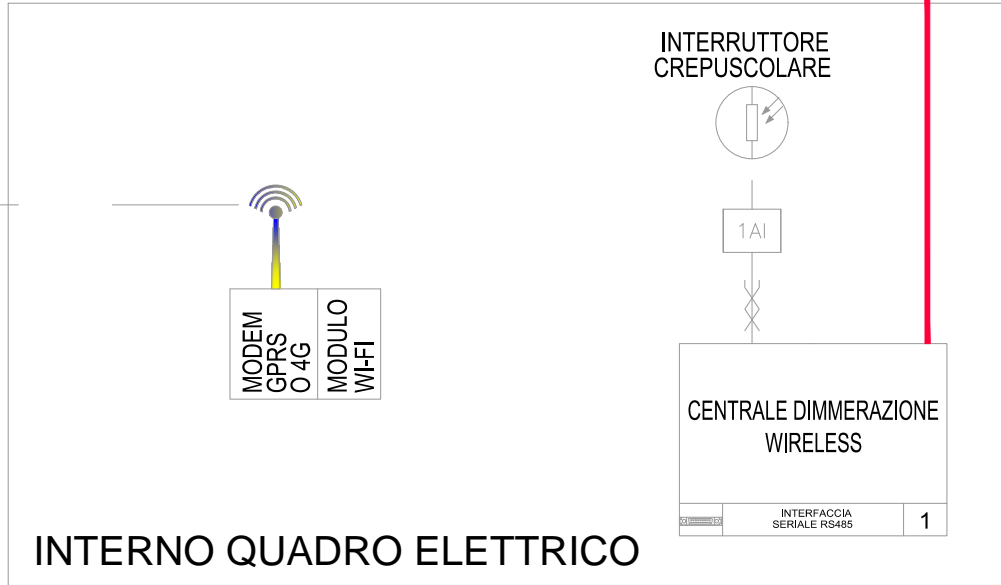 INTERRUTTORE
CREPUSCOLARE
1AI
MODEM
GPRS
O 4G
MODULO
WI-FI
CENTRALE DIMMERAZIONE
WIRELESS
INTERFACCIA
SERIALE RS485
1
INTERNO QUADRO ELETTRICO